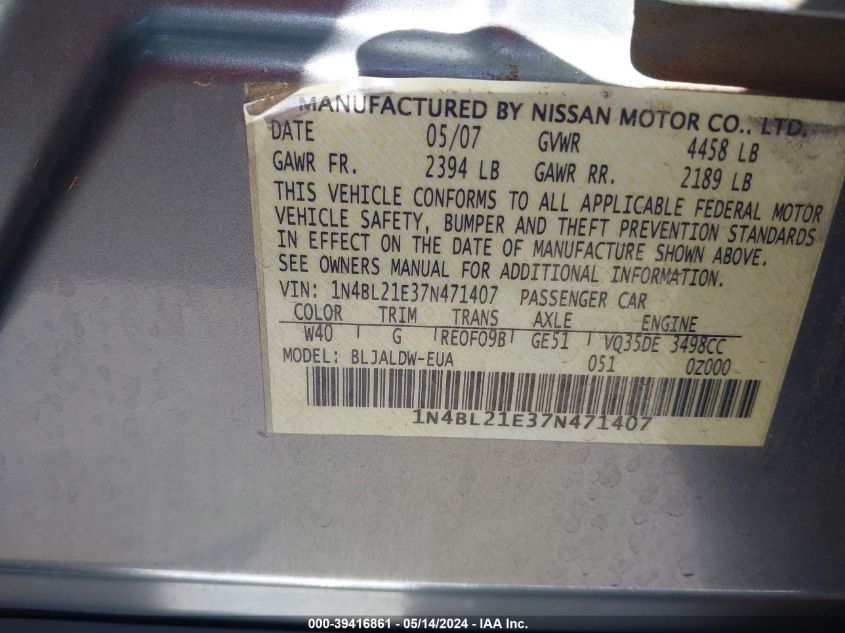 MANUFACTURED BY NISSAN MOTOR CO., LTD.
DATE 05/07 GVWR 4458 LB
GAWR FR. 2394 LB GAWR RR. 2189 LB
THIS VEHICLE CONFORMS TO ALL APPLICABLE FEDERAL MOTOR
VEHICLE SAFETY, BUMPER AND THEFT PREVENTION STANDARDS
IN EFFECT ON THE DATE OF MANUFACTURE SHOWN ABOVE.
SEE OWNERS MANUAL FOR ADDITIONAL INFORMATION.
VIN: 1N4BL21E37N471407 PASSENGER CAR
COLOR TRIM TRANS AXLE ENGINE
W40 G RE0F09B GE51 VQ35DE 3498CC
MODEL: BLJALDW-EUA 051 0Z000
1N4BL21E37N471407
000-39416861 - 05/14/2024 - IAA Inc.